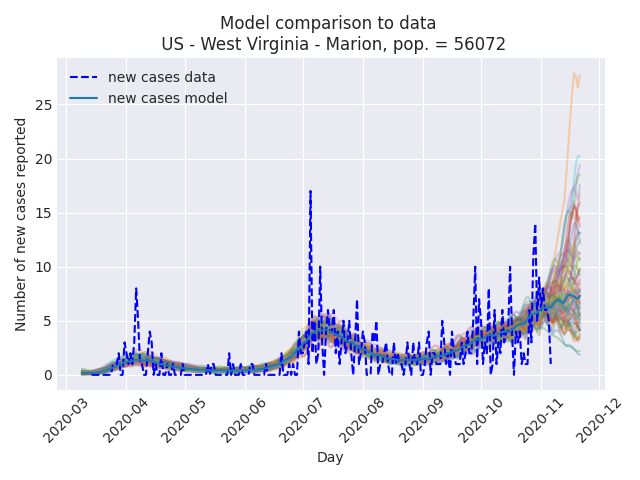 Model comparison to data
US - West Virginia - Marion, pop. = 56072
new cases data
new cases model
Number of new cases reported
25
20
15
10
5
0
2020-03
2020-04
2020-05
2020-06
2020-07
2020-08
2020-09
2020-10
2020-11
2020-12
Day